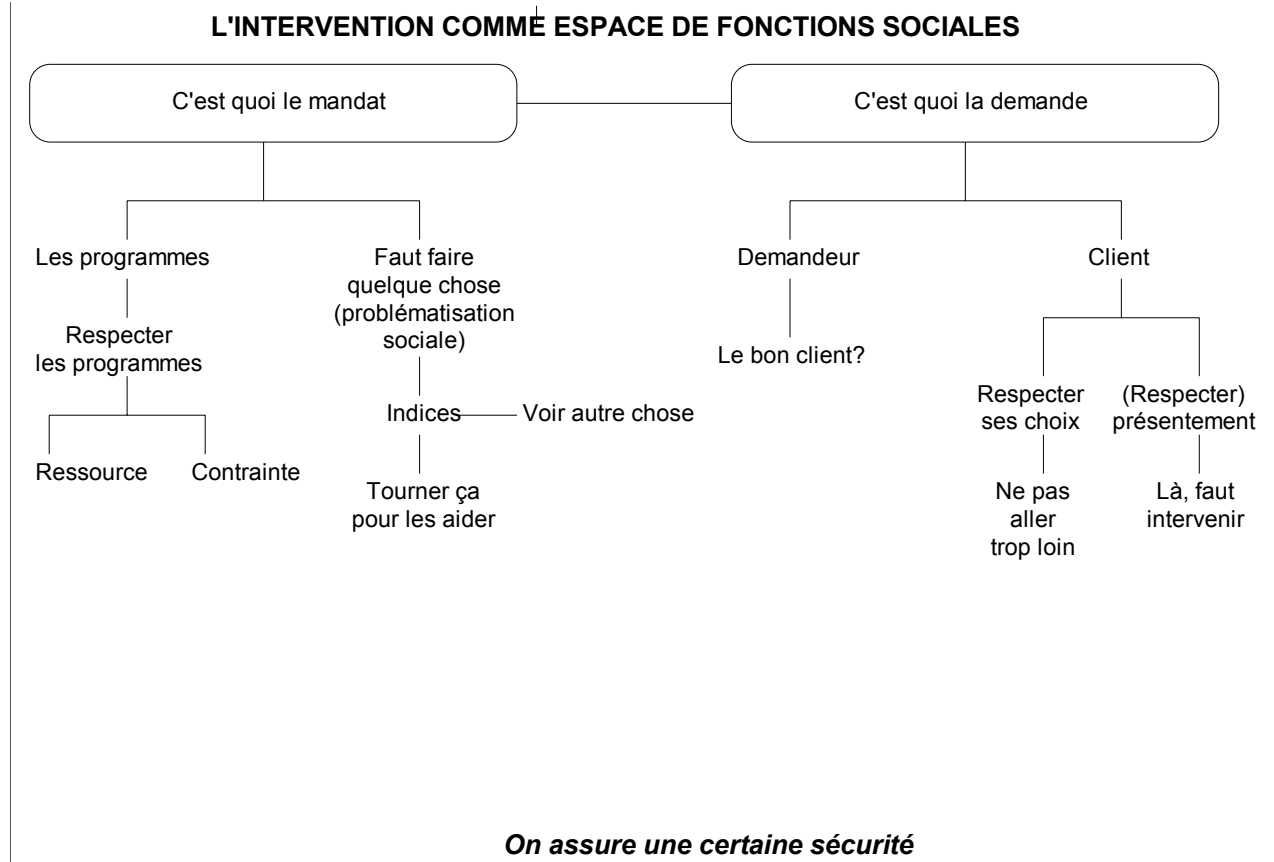 L'INTERVENTION COMME ESPACE DE FONCTIONS SOCIALES
C'est quoi le mandat
C'est quoi la demande
Les programmes
Respecter
les programmes
Ressource
Contrainte
Faut faire
quelque chose
(problématisation
sociale)
Indices
Voir autre chose
Tourner ça
pour les aider
Demandeur
Le bon client?
Client
Respecter
ses choix
Ne pas
aller
trop loin
(Respecter)
présentement
Là, faut
intervenir
On assure une certaine sécurité